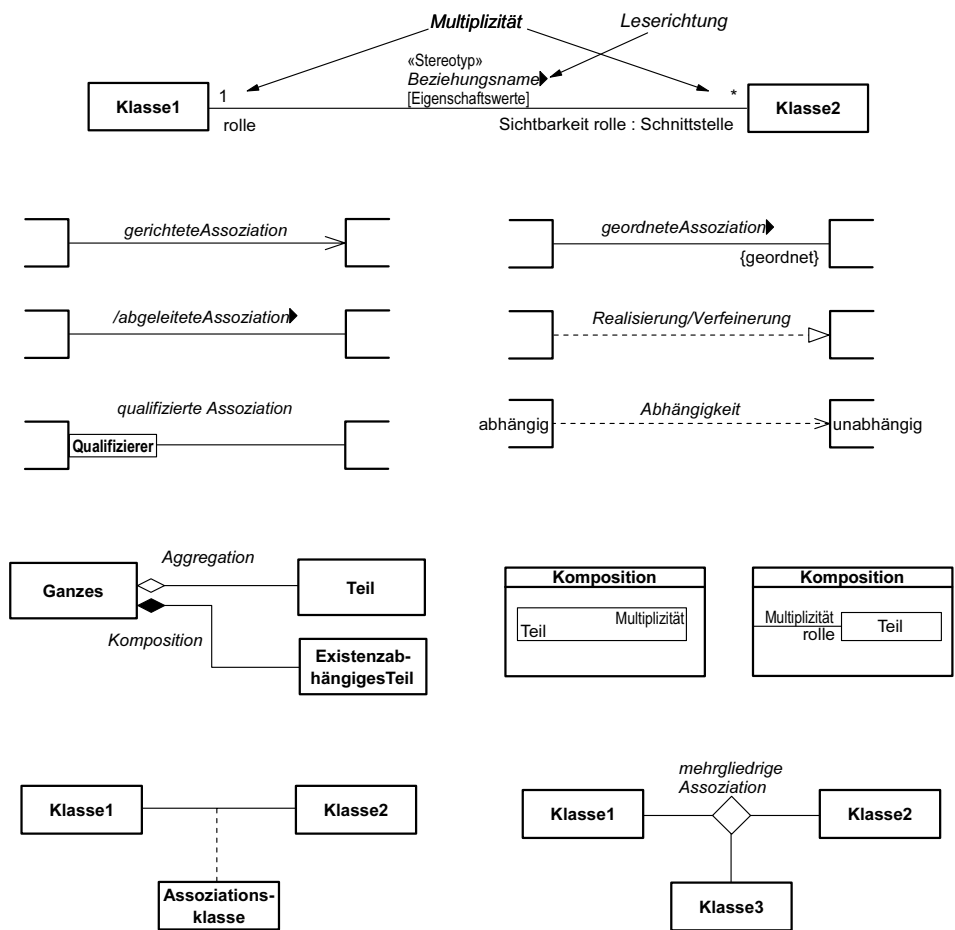 Multiplizität
Leserichtung
«Stereotyp»
Beziehungsname
[Eigenschaftswerte]
Klasse1
1
rolle
*
Sichtbarkeit rolle : Schnittstelle
Klasse2
gerichteteAssoziation
geordneteAssoziation
{geordnet}
/abgeleiteteAssoziation
Realisierung/Verfeinerung
qualifizierte Assoziation
Qualifizierer
abhängig
Abhängigkeit
unabhängig
Ganzes
Aggregation
Teil
Komposition
Existenzab-
hängigesTeil
Komposition
Multiplizität
Teil
Komposition
Multiplizität
rolle
Teil
Klasse1
Klasse2
Assoziations-
klasse
mehrgliedrige
Assoziation
Klasse1
Klasse2
Klasse3